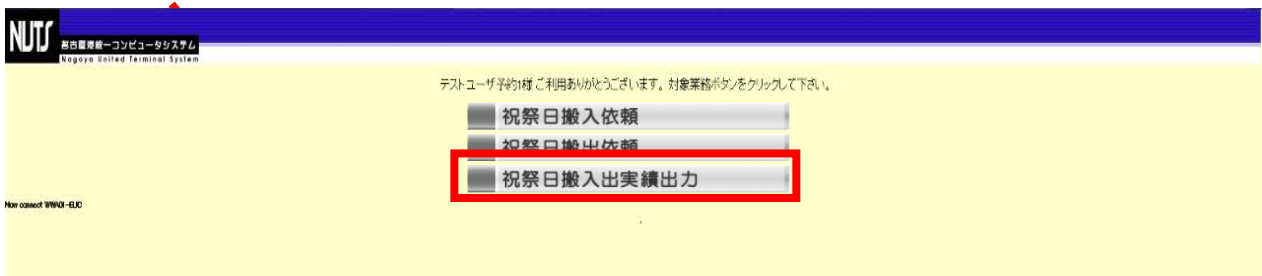 NUTS
名古屋港統一コンピュータシステム
Nagoya United Terminal System
テストユーザ予約1様 ご利用ありがとうございます。対象業務ボタンをクリックして下さい。
祝祭日搬入依頼
祝祭日搬出依頼
祝祭日搬入出実績出力
Now connect